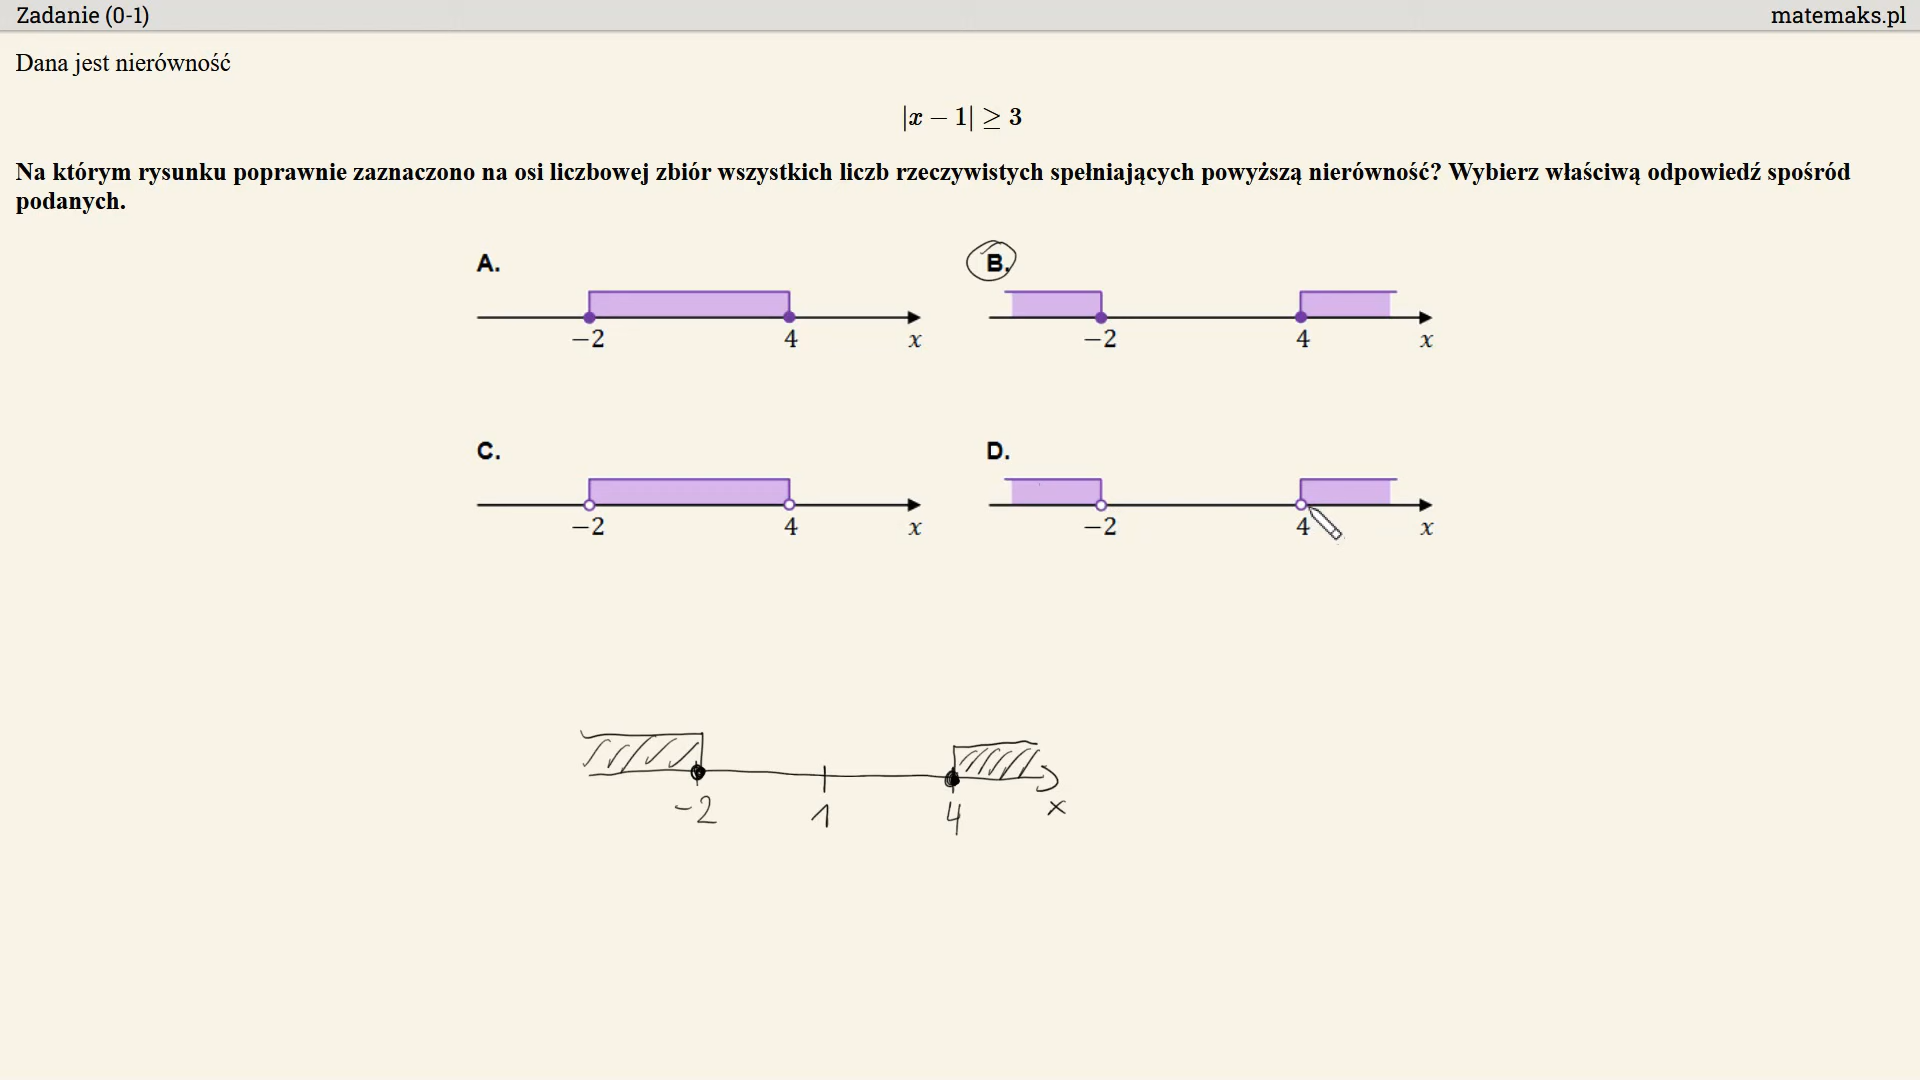 Zadanie (0-1) matemaks.pl
Dana jest nierówność
|x − 1| ≥ 3
Na którym rysunku poprawnie zaznaczono na osi liczbowej zbiór wszystkich liczb rzeczywistych spełniających powyższą nierówność? Wybierz właściwą odpowiedź spośród
podanych.
A. B.
−2 4 x −2 4 x
C. D.
−2 4 x −2 4 x
-2 1 4 x